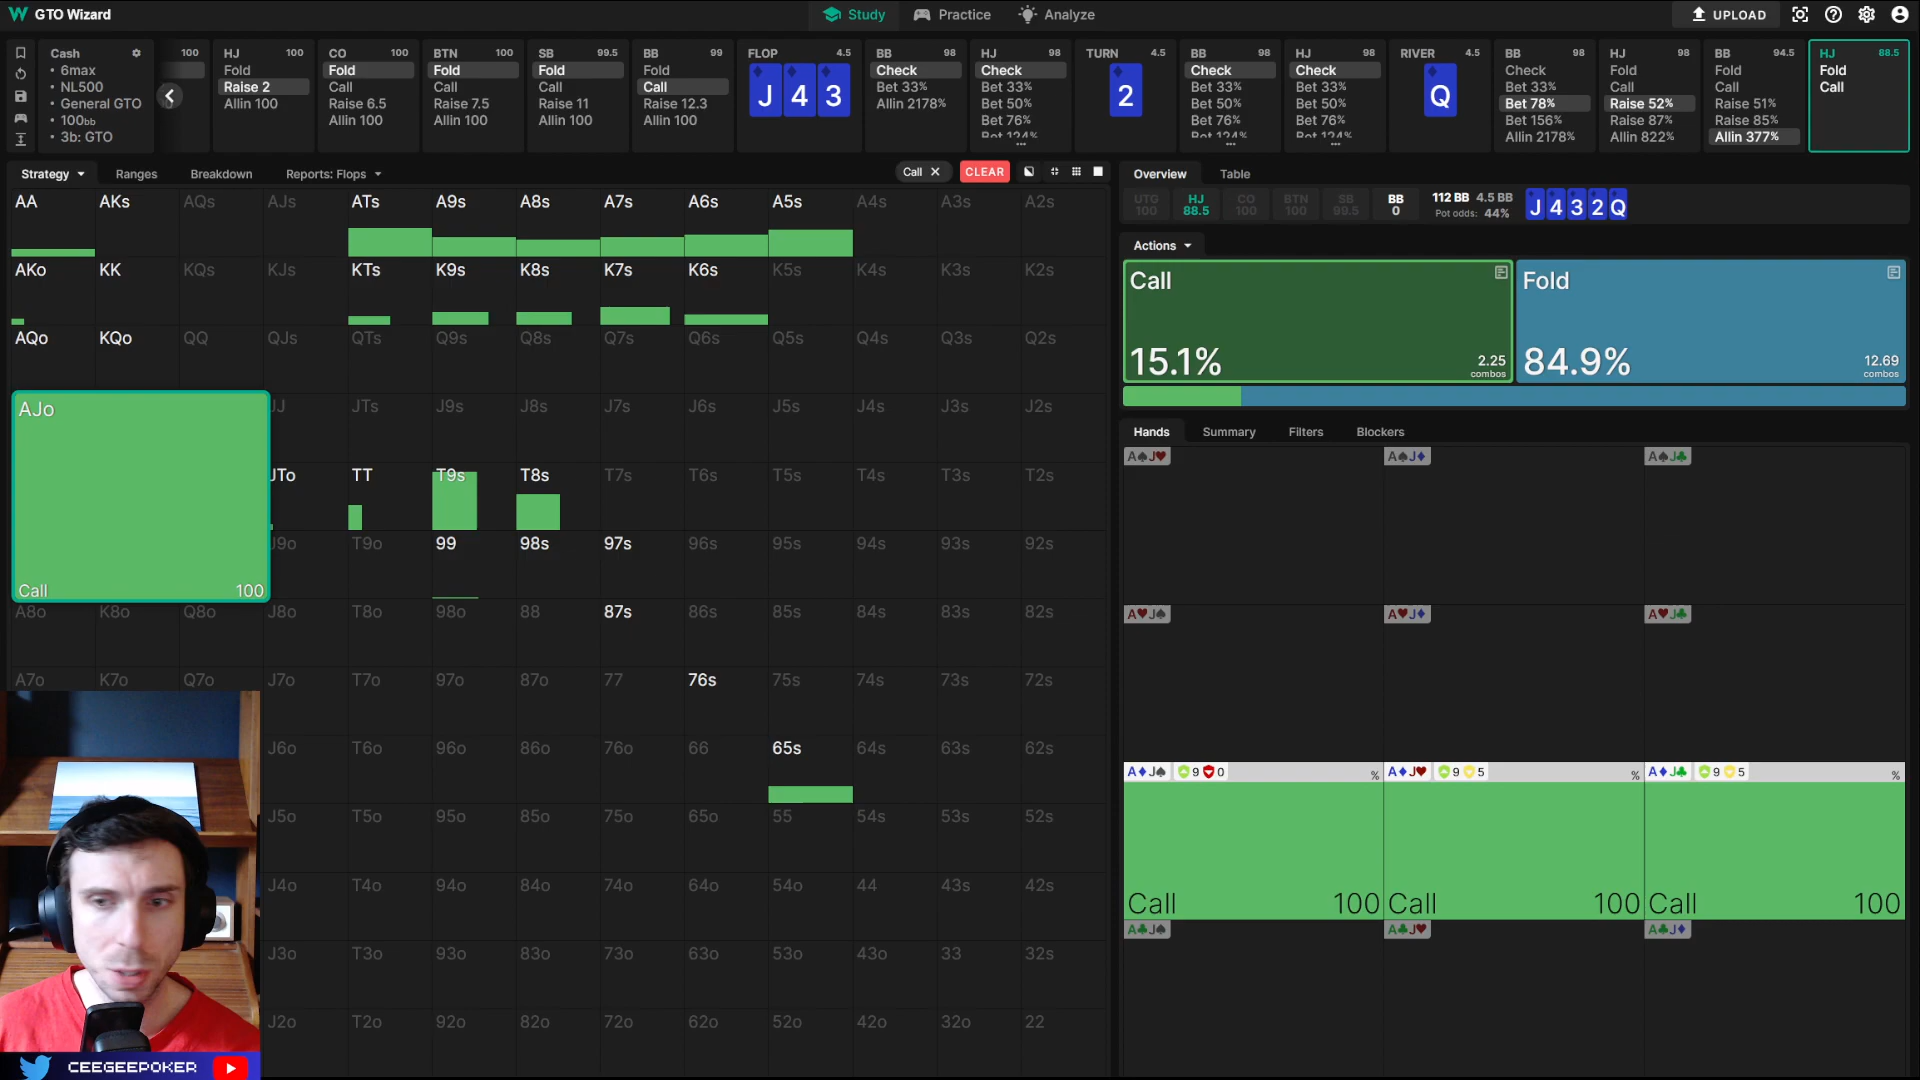 GTO Wizard
Study
Practice
Analyze
UPLOAD
Cash
• 6max
• NL500
• General GTO
• 100bb
• 3b: GTO
100
HJ 100
Fold
Raise 2
Allin 100
CO 100
Fold
Call
Raise 6.5
Allin 100
BTN 100
Fold
Call
Raise 7.5
Allin 100
SB 99.5
Fold
Call
Raise 11
Allin 100
BB 99
Fold
Call
Raise 12.3
Allin 100
FLOP 4.5
J 4 3
BB 98
Check
Bet 33%
Allin 2178%
HJ 98
Check
Bet 33%
Bet 50%
Bet 76%
Bet 124%
...
TURN 4.5
2
BB 98
Check
Bet 33%
Bet 50%
Bet 76%
Bet 124%
...
HJ 98
Check
Bet 33%
Bet 50%
Bet 76%
Bet 124%
...
RIVER 4.5
Q
BB 98
Check
Bet 33%
Bet 78%
Bet 156%
Allin 2178%
HJ 98
Fold
Call
Raise 52%
Raise 87%
Allin 822%
BB 94.5
Fold
Call
Raise 51%
Raise 85%
Allin 377%
HJ 88.5
Fold
Call
Strategy
Ranges
Breakdown
Reports: Flops
Call
CLEAR
AA AKs AQs AJs ATs A9s A8s A7s A6s A5s A4s A3s A2s
AKo KK KQs KJs KTs K9s K8s K7s K6s K5s K4s K3s K2s
AQo KQo QQ QJs QTs Q9s Q8s Q7s Q6s Q5s Q4s Q3s Q2s
AJo JJ JTs J9s J8s J7s J6s J5s J4s J3s J2s
JTo TT T9s T8s T7s T6s T5s T4s T3s T2s
J9o T9o 99 98s 97s 96s 95s 94s 93s 92s
Call 100
A8o K8o Q8o J8o T8o 98o 88 87s 86s 85s 84s 83s 82s
A7o K7o Q7o J7o T7o 97o 87o 77 76s 75s 74s 73s 72s
J6o T6o 96o 86o 76o 66 65s 64s 63s 62s
J5o T5o 95o 85o 75o 65o 55 54s 53s 52s
J4o T4o 94o 84o 74o 64o 54o 44 43s 42s
J3o T3o 93o 83o 73o 63o 53o 43o 33 32s
J2o T2o 92o 82o 72o 62o 52o 42o 32o 22
Overview
Table
UTG 100
HJ 88.5
CO 100
BTN 100
SB 99.5
BB 0
112 BB 4.5 BB
Pot odds: 44%
J 4 3 2 Q
Actions
Call
15.1%
2.25
combos
Fold
84.9%
12.69
combos
Hands
Summary
Filters
Blockers
A♠J♥ A♠J♦ A♠J♣
A♥J♠ A♥J♦ A♥J♣
A♦J♠ 9 0 % A♦J♥ 9 5 % A♦J♣ 9 5 %
Call 100 Call 100 Call 100
A♣J♠ A♣J♥ A♣J♦
CEEGEEPOKER